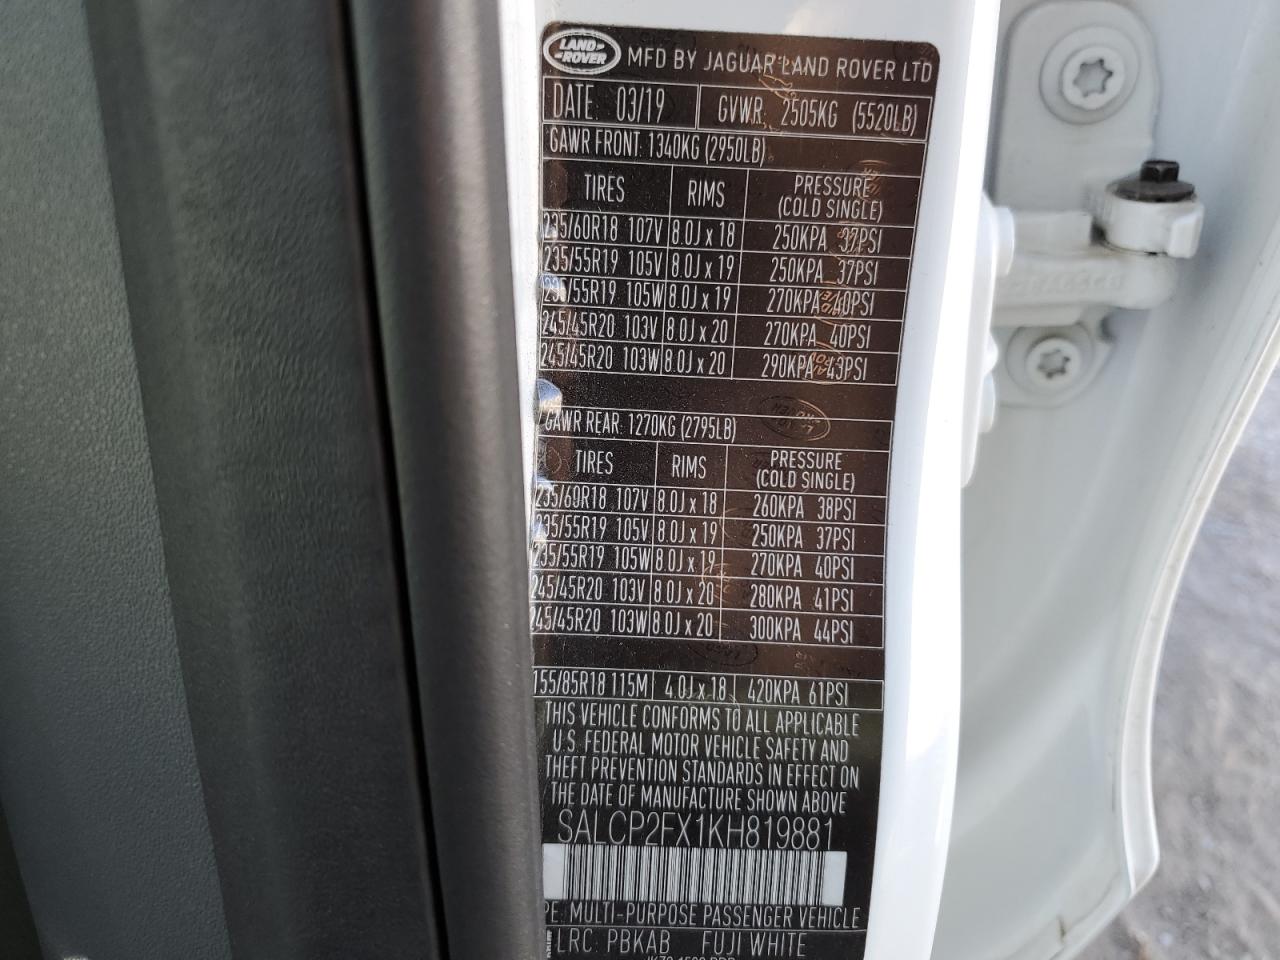 LAND ROVER MFD BY JAGUAR LAND ROVER LTD
DATE: 03/19 GVWR 2505KG (5520LB)
GAWR FRONT: 1340KG (2950LB)
TIRES RIMS PRESSURE (COLD SINGLE)
235/60R18 107V 8.0J x 18 250KPA 37PSI
235/55R19 105V 8.0J x 19 250KPA 37PSI
235/55R19 105W 8.0J x 19 270KPA 40PSI
245/45R20 103V 8.0J x 20 270KPA 40PSI
245/45R20 103W 8.0J x 20 290KPA 43PSI
GAWR REAR: 1270KG (2795LB)
TIRES RIMS PRESSURE (COLD SINGLE)
235/60R18 107V 8.0J x 18 260KPA 38PSI
235/55R19 105V 8.0J x 19 250KPA 37PSI
235/55R19 105W 8.0J x 19 270KPA 40PSI
245/45R20 103V 8.0J x 20 280KPA 41PSI
245/45R20 103W 8.0J x 20 300KPA 44PSI
155/85R18 115M 4.0J x 18 420KPA 61PSI
THIS VEHICLE CONFORMS TO ALL APPLICABLE
U.S. FEDERAL MOTOR VEHICLE SAFETY AND
THEFT PREVENTION STANDARDS IN EFFECT ON
THE DATE OF MANUFACTURE SHOWN ABOVE
SALCP2FX1KH819881
PE: MULTI-PURPOSE PASSENGER VEHICLE
LRC: PBKAB FUJI WHITE